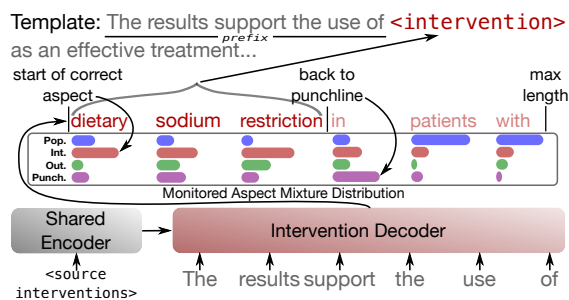 Template: The results support the use of <intervention>
prefix
as an effective treatment...
start of correct aspect
back to punchline
max length
dietary sodium restriction in patients with
Pop.
Int.
Out.
Punch.
Monitored Aspect Mixture Distribution
Shared Encoder
Intervention Decoder
<source interventions>
The results support the use of